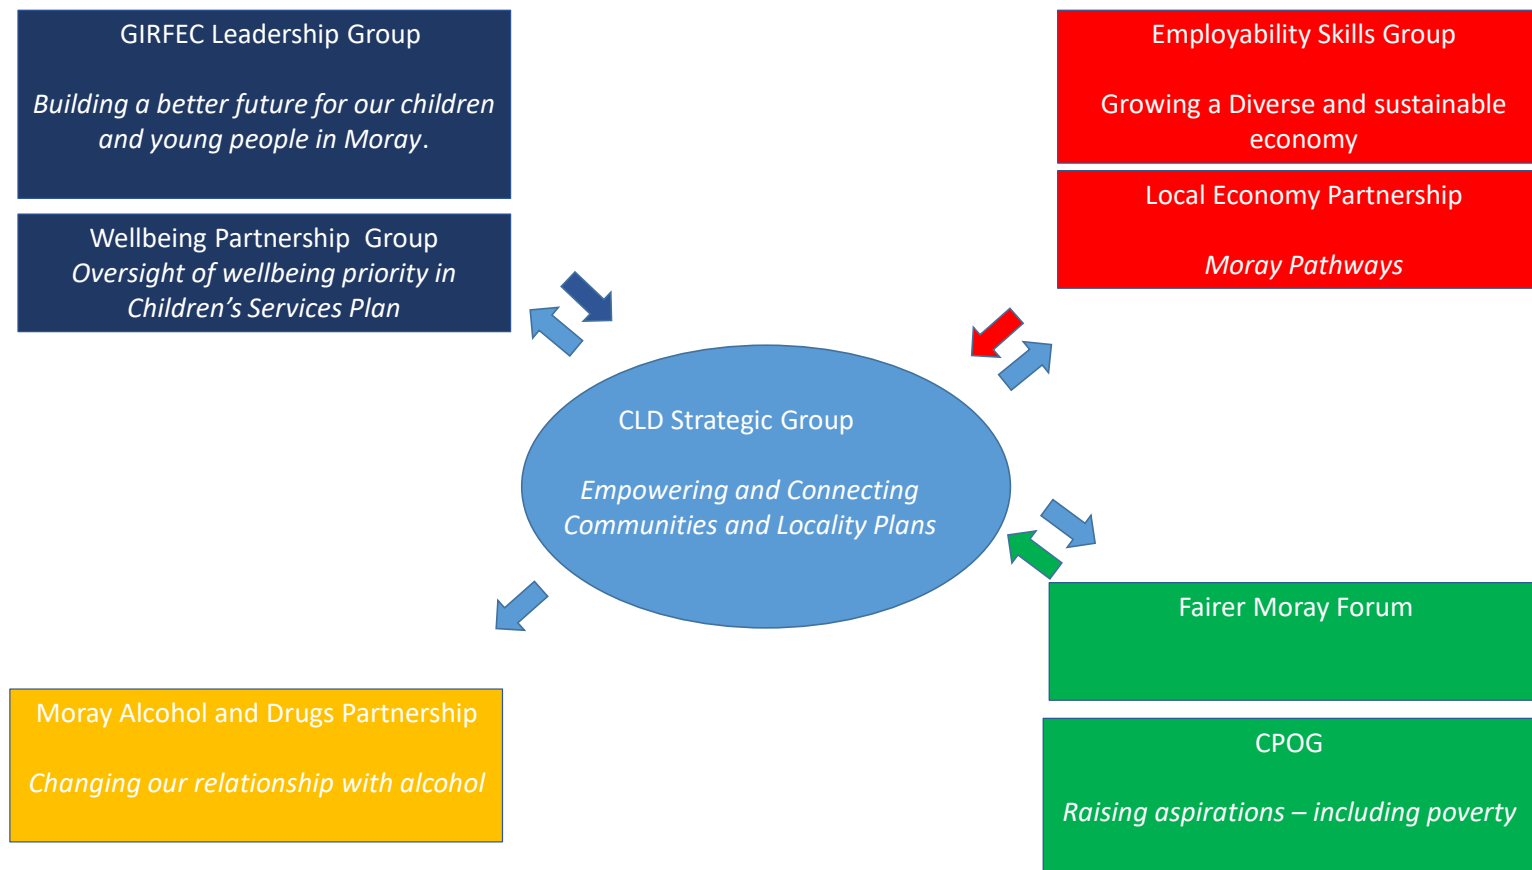 GIRFEC Leadership Group
Building a better future for our children
and young people in Moray.
Wellbeing Partnership Group
Oversight of wellbeing priority in
Children’s Services Plan
Employability Skills Group
Growing a Diverse and sustainable
economy
Local Economy Partnership
Moray Pathways
CLD Strategic Group
Empowering and Connecting
Communities and Locality Plans
Moray Alcohol and Drugs Partnership
Changing our relationship with alcohol
Fairer Moray Forum
CPOG
Raising aspirations – including poverty